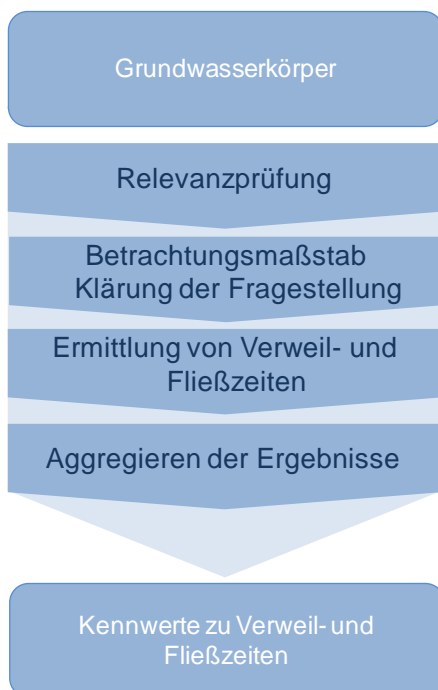 Grundwasserkörper
Relevanzprüfung
Betrachtungsmaßstab
Klärung der Fragestellung
Ermittlung von Verweil- und
Fließzeiten
Aggregieren der Ergebnisse
Kennwerte zu Verweil- und
Fließzeiten